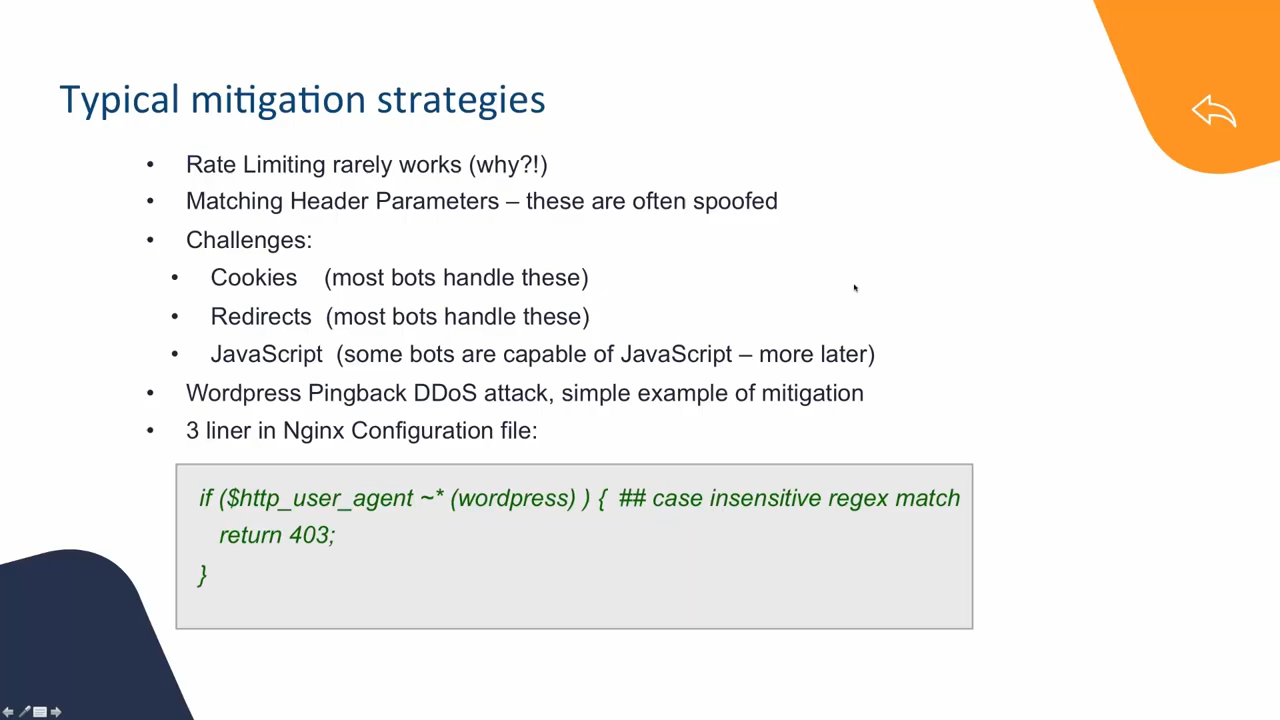 Typical mitigation strategies
• Rate Limiting rarely works (why?!)
• Matching Header Parameters – these are often spoofed
• Challenges:
• Cookies (most bots handle these)
• Redirects (most bots handle these)
• JavaScript (some bots are capable of JavaScript – more later)
• Wordpress Pingback DDoS attack, simple example of mitigation
• 3 liner in Nginx Configuration file:
if ($http_user_agent ~* (wordpress) ) { ## case insensitive regex match
return 403;
}